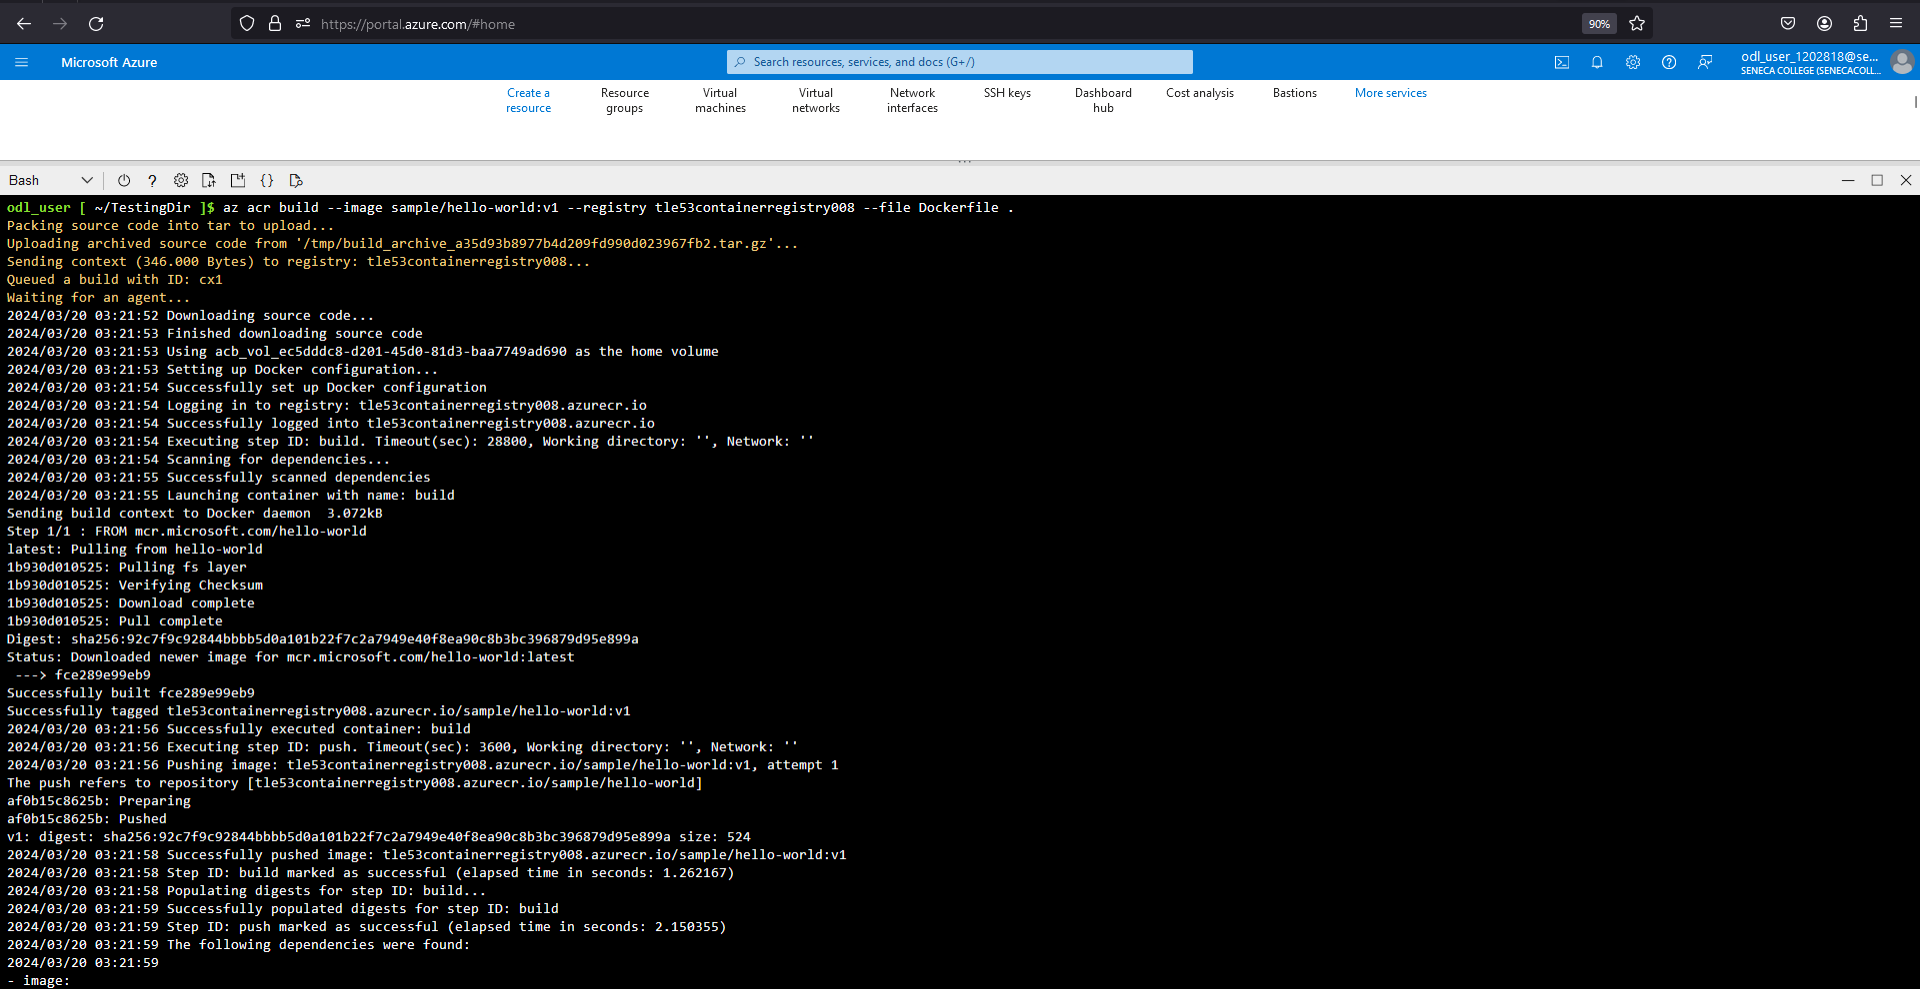 https://portal.azure.com/#home
90%
Microsoft Azure
Search resources, services, and docs (G+/)
odl_user_1202818@se...
SENECA COLLEGE (SENECACOLL...
Create a resource
Resource groups
Virtual machines
Virtual networks
Network interfaces
SSH keys
Dashboard hub
Cost analysis
Bastions
More services
Bash
odl_user [ ~/TestingDir ]$ az acr build --image sample/hello-world:v1 --registry tle53containerregistry008 --file Dockerfile .
Packing source code into tar to upload...
Uploading archived source code from '/tmp/build_archive_a35d93b8977b4d209fd990d023967fb2.tar.gz'...
Sending context (346.000 Bytes) to registry: tle53containerregistry008...
Queued a build with ID: cx1
Waiting for an agent...
2024/03/20 03:21:52 Downloading source code...
2024/03/20 03:21:53 Finished downloading source code
2024/03/20 03:21:53 Using acb_vol_ec5dddc8-d201-45d0-81d3-baa7749ad690 as the home volume
2024/03/20 03:21:53 Setting up Docker configuration...
2024/03/20 03:21:54 Successfully set up Docker configuration
2024/03/20 03:21:54 Logging in to registry: tle53containerregistry008.azurecr.io
2024/03/20 03:21:54 Successfully logged into tle53containerregistry008.azurecr.io
2024/03/20 03:21:54 Executing step ID: build. Timeout(sec): 28800, Working directory: '', Network: ''
2024/03/20 03:21:54 Scanning for dependencies...
2024/03/20 03:21:55 Successfully scanned dependencies
2024/03/20 03:21:55 Launching container with name: build
Sending build context to Docker daemon  3.072kB
Step 1/1 : FROM mcr.microsoft.com/hello-world
latest: Pulling from hello-world
1b930d010525: Pulling fs layer
1b930d010525: Verifying Checksum
1b930d010525: Download complete
1b930d010525: Pull complete
Digest: sha256:92c7f9c92844bbbb5d0a101b22f7c2a7949e40f8ea90c8b3bc396879d95e899a
Status: Downloaded newer image for mcr.microsoft.com/hello-world:latest
---> fce289e99eb9
Successfully built fce289e99eb9
Successfully tagged tle53containerregistry008.azurecr.io/sample/hello-world:v1
2024/03/20 03:21:56 Successfully executed container: build
2024/03/20 03:21:56 Executing step ID: push. Timeout(sec): 3600, Working directory: '', Network: ''
2024/03/20 03:21:56 Pushing image: tle53containerregistry008.azurecr.io/sample/hello-world:v1, attempt 1
The push refers to repository [tle53containerregistry008.azurecr.io/sample/hello-world]
af0b15c8625b: Preparing
af0b15c8625b: Pushed
v1: digest: sha256:92c7f9c92844bbbb5d0a101b22f7c2a7949e40f8ea90c8b3bc396879d95e899a size: 524
2024/03/20 03:21:58 Successfully pushed image: tle53containerregistry008.azurecr.io/sample/hello-world:v1
2024/03/20 03:21:58 Step ID: build marked as successful (elapsed time in seconds: 1.262167)
2024/03/20 03:21:58 Populating digests for step ID: build...
2024/03/20 03:21:59 Successfully populated digests for step ID: build
2024/03/20 03:21:59 Step ID: push marked as successful (elapsed time in seconds: 2.150355)
2024/03/20 03:21:59 The following dependencies were found:
2024/03/20 03:21:59
- image: